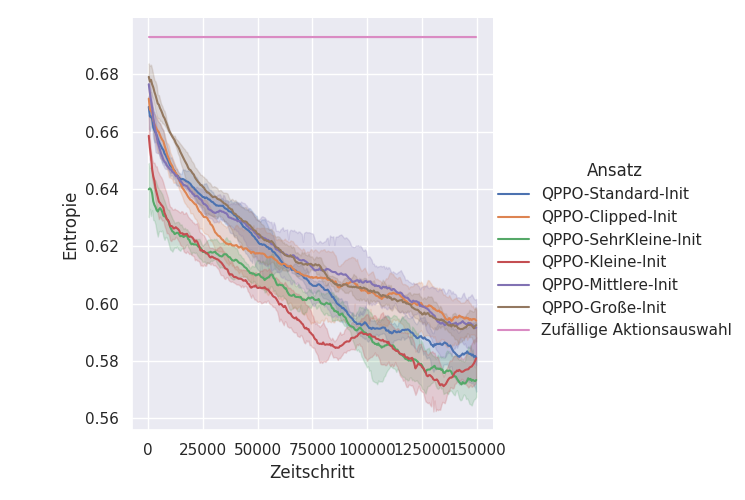 0.68
0.66
0.64
0.62
0.60
0.58
0.56
Entropie
0
25000
50000
75000
100000
125000
150000
Zeitschritt
Ansatz
QPPO-Standard-Init
QPPO-Clipped-Init
QPPO-SehrKleine-Init
QPPO-Kleine-Init
QPPO-Mittlere-Init
QPPO-Große-Init
Zufällige Aktionsauswahl